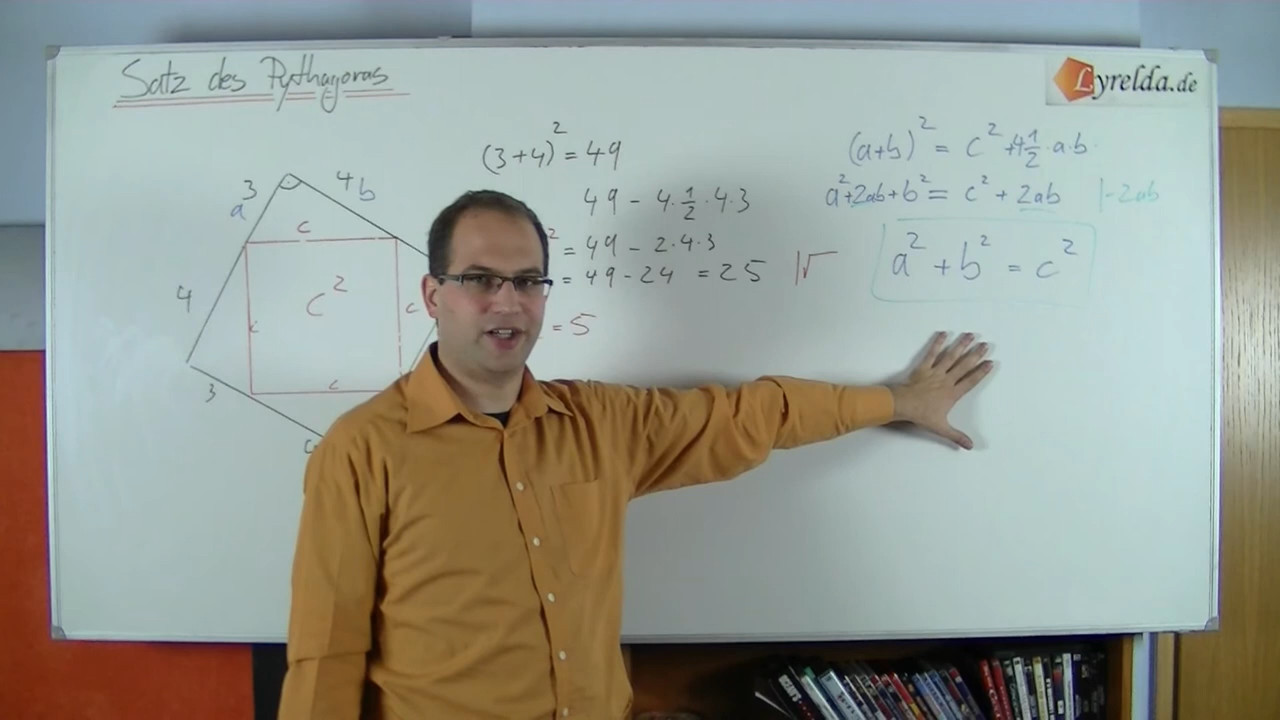 Satz des Pythagoras
Lyrelda.de
3
a
4 b
c
4
c²
c
c
c
3
(3+4)² = 49
49 - 4·½·4·3
² = 49 - 2·4·3
= 49 - 24 = 25 |√
= 5
(a+b)² = c² + 4½·a·b
a²+2ab+b² = c² + 2ab |-2ab
a² + b² = c²